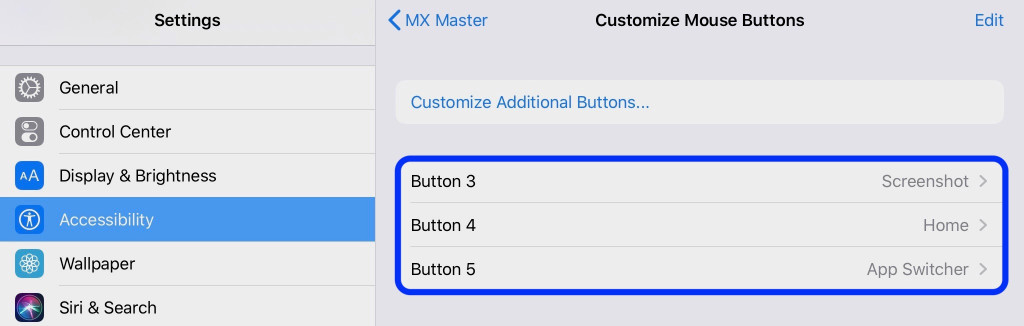 Settings
General
Control Center
AA Display & Brightness
Accessibility
Wallpaper
Siri & Search
MX Master Customize Mouse Buttons Edit
Customize Additional Buttons...
Button 3 Screenshot
Button 4 Home
Button 5 App Switcher